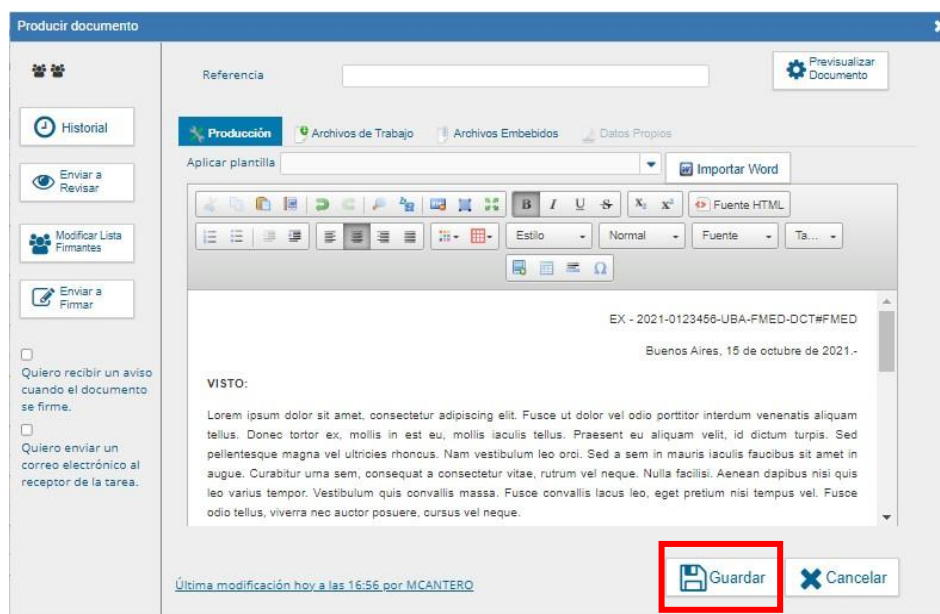 Producir documento
Referencia
Previsualizar
Documento
Historial
Producción
Archivos de Trabajo
Archivos Embebidos
Datos Propios
Aplicar plantilla
Importar Word
Enviar a
Revisar
B I U S X₂ X² Fuente HTML
Modificar Lista
Firmantes
Estilo
Normal
Fuente
Ta...
Ω
Enviar a
Firmar
EX - 2021-0123456-UBA-FMED-DCT#FMED
Buenos Aires, 15 de octubre de 2021.-
Quiero recibir un aviso
cuando el documento
se firme.
Quiero enviar un
correo electrónico al
receptor de la tarea.
VISTO:
Lorem ipsum dolor sit amet, consectetur adipiscing elit. Fusce ut dolor vel odio porttitor interdum venenatis aliquam
tellus. Donec tortor ex, mollis in est eu, mollis iaculis tellus. Praesent eu aliquam velit, id dictum turpis. Sed
pellentesque magna vel ultricies rhoncus. Nam vestibulum leo orci. Sed a sem in mauris iaculis faucibus sit amet in
augue. Curabitur urna sem, consequat a consectetur vitae, rutrum vel neque. Nulla facilisi. Aenean dapibus nisi quis
leo varius tempor. Vestibulum quis convallis massa. Fusce convallis lacus leo, eget pretium nisi tempus vel. Fusce
odio tellus, viverra nec auctor posuere, cursus vel neque.
Última modificación hoy a las 16:56 por MCANTERO
Guardar
Cancelar